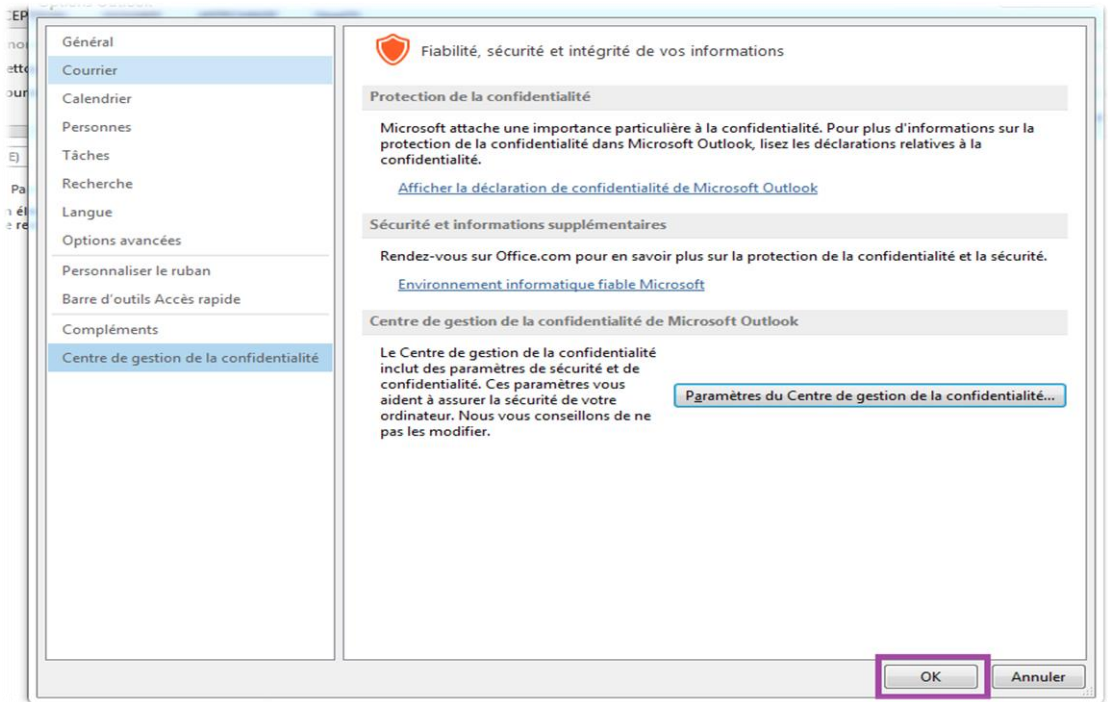 Options Outlook
Général
Courrier
Calendrier
Personnes
Tâches
Recherche
Langue
Options avancées
Personnaliser le ruban
Barre d'outils Accès rapide
Compléments
Centre de gestion de la confidentialité
Fiabilité, sécurité et intégrité de vos informations
Protection de la confidentialité
Microsoft attache une importance particulière à la confidentialité. Pour plus d'informations sur la
protection de la confidentialité dans Microsoft Outlook, lisez les déclarations relatives à la
confidentialité.
Afficher la déclaration de confidentialité de Microsoft Outlook
Sécurité et informations supplémentaires
Rendez-vous sur Office.com pour en savoir plus sur la protection de la confidentialité et la sécurité.
Environnement informatique fiable Microsoft
Centre de gestion de la confidentialité de Microsoft Outlook
Le Centre de gestion de la confidentialité
inclut des paramètres de sécurité et de
confidentialité. Ces paramètres vous
aident à assurer la sécurité de votre
ordinateur. Nous vous conseillons de ne
pas les modifier.
Paramètres du Centre de gestion de la confidentialité...
OK
Annuler